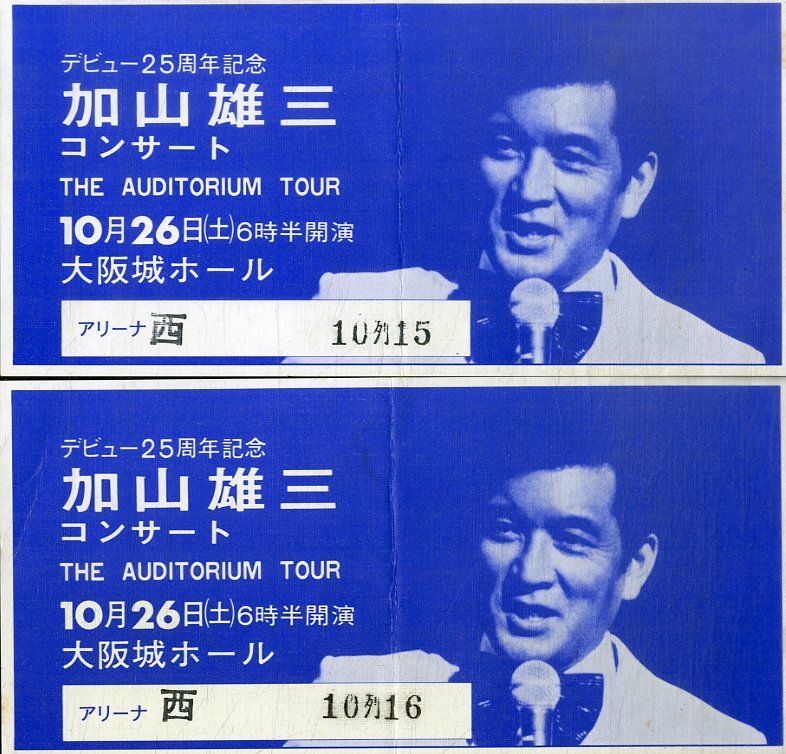 デビュー25周年記念
加山雄三
コンサート
THE AUDITORIUM TOUR
10月26日(土)6時半開演
大阪城ホール
アリーナ 西 10列15
デビュー25周年記念
加山雄三
コンサート
THE AUDITORIUM TOUR
10月26日(土)6時半開演
大阪城ホール
アリーナ 西 10列16